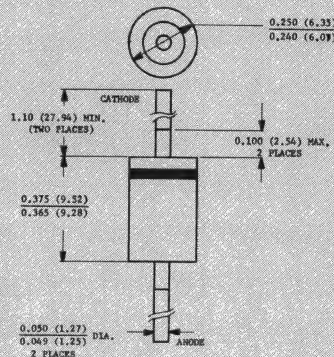 0.250 (6.35)
0.240 (6.09)
CATHODE
1.10 (27.94) MIN.
(TWO PLACES)
0.100 (2.54) MAX,
2 PLACES
0.375 (9.52)
0.365 (9.28)
0.050 (1.27)
0.049 (1.25)
DIA.
2 PLACES
ANODE